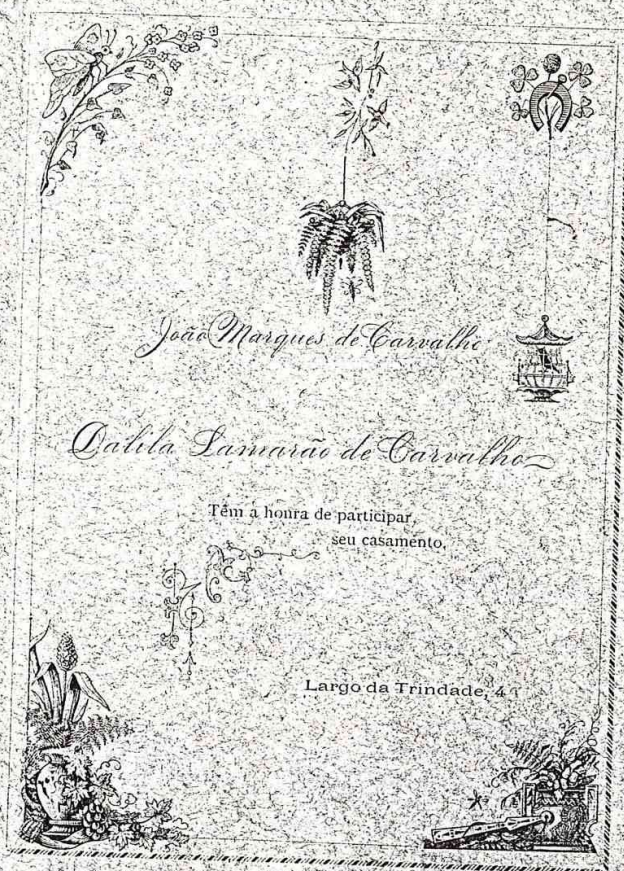 João Marques de Carvalho
e
Dalila Lamarão de Carvalho
Têm a honra de participar
seu casamento.
Largo da Trindade, 4